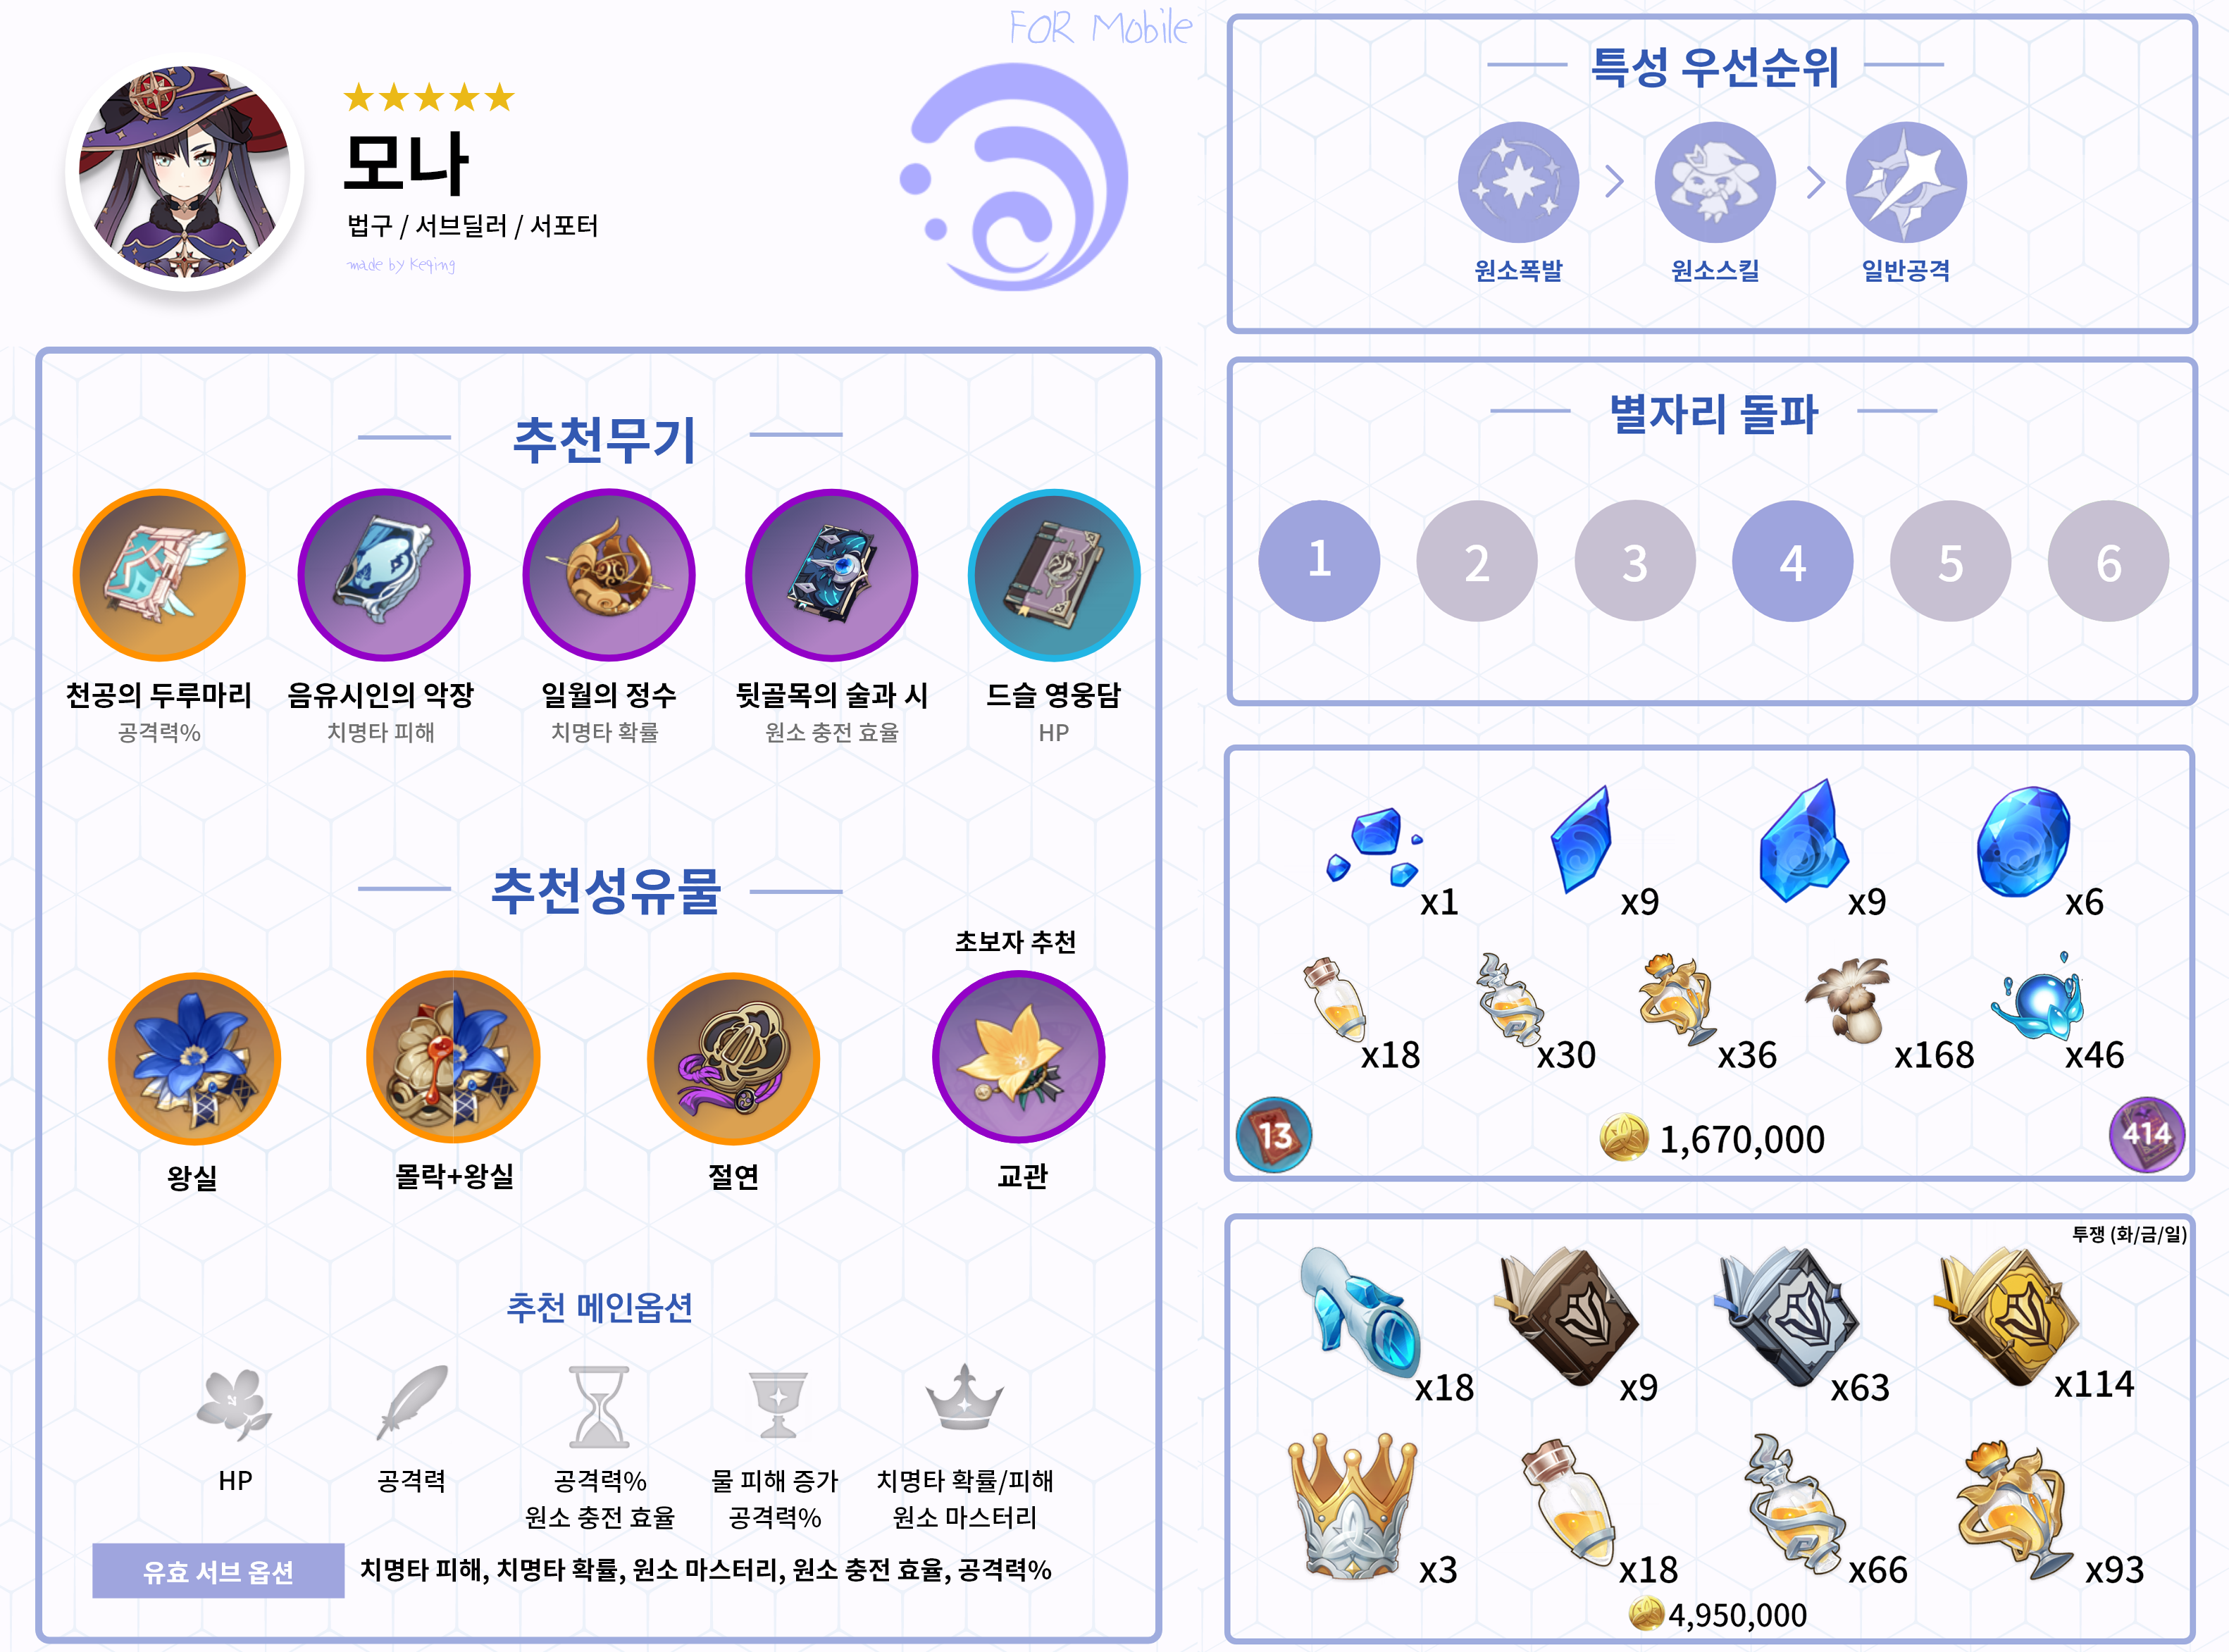 FOR Mobile
모나
법구 / 서브딜러 / 서포터
made by Keqing
추천무기
천공의 두루마리
공격력%
음유시인의 악장
치명타 피해
일월의 정수
치명타 확률
뒷골목의 술과 시
원소 충전 효율
드슬 영웅담
HP
추천성유물
초보자 추천
왕실
몰락+왕실
절연
교관
추천 메인옵션
HP
공격력
공격력%
원소 충전 효율
물 피해 증가
공격력%
치명타 확률/피해
원소 마스터리
유효 서브 옵션
치명타 피해, 치명타 확률, 원소 마스터리, 원소 충전 효율, 공격력%
특성 우선순위
원소폭발
원소스킬
일반공격
별자리 돌파
1 2 3 4 5 6
x1 x9 x9 x6
x18 x30 x36 x168 x46
13 1,670,000 414
투쟁 (화/금/일)
x18 x9 x63 x114
x3 x18 x66 x93
4,950,000